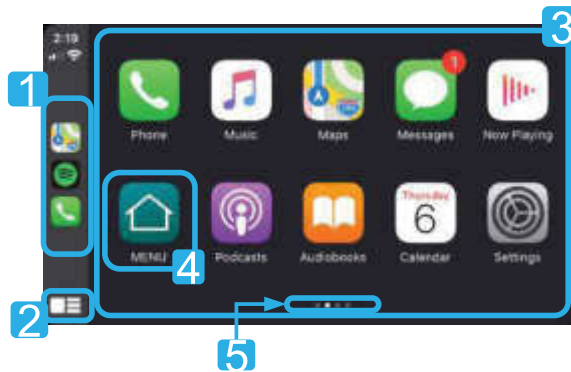 2:19
1
3
1
Phone
Music
Maps
Messages
Now Playing
Thursday
6
MENU
4
Podcasts
Audiobooks
Calendar
Settings
2
5